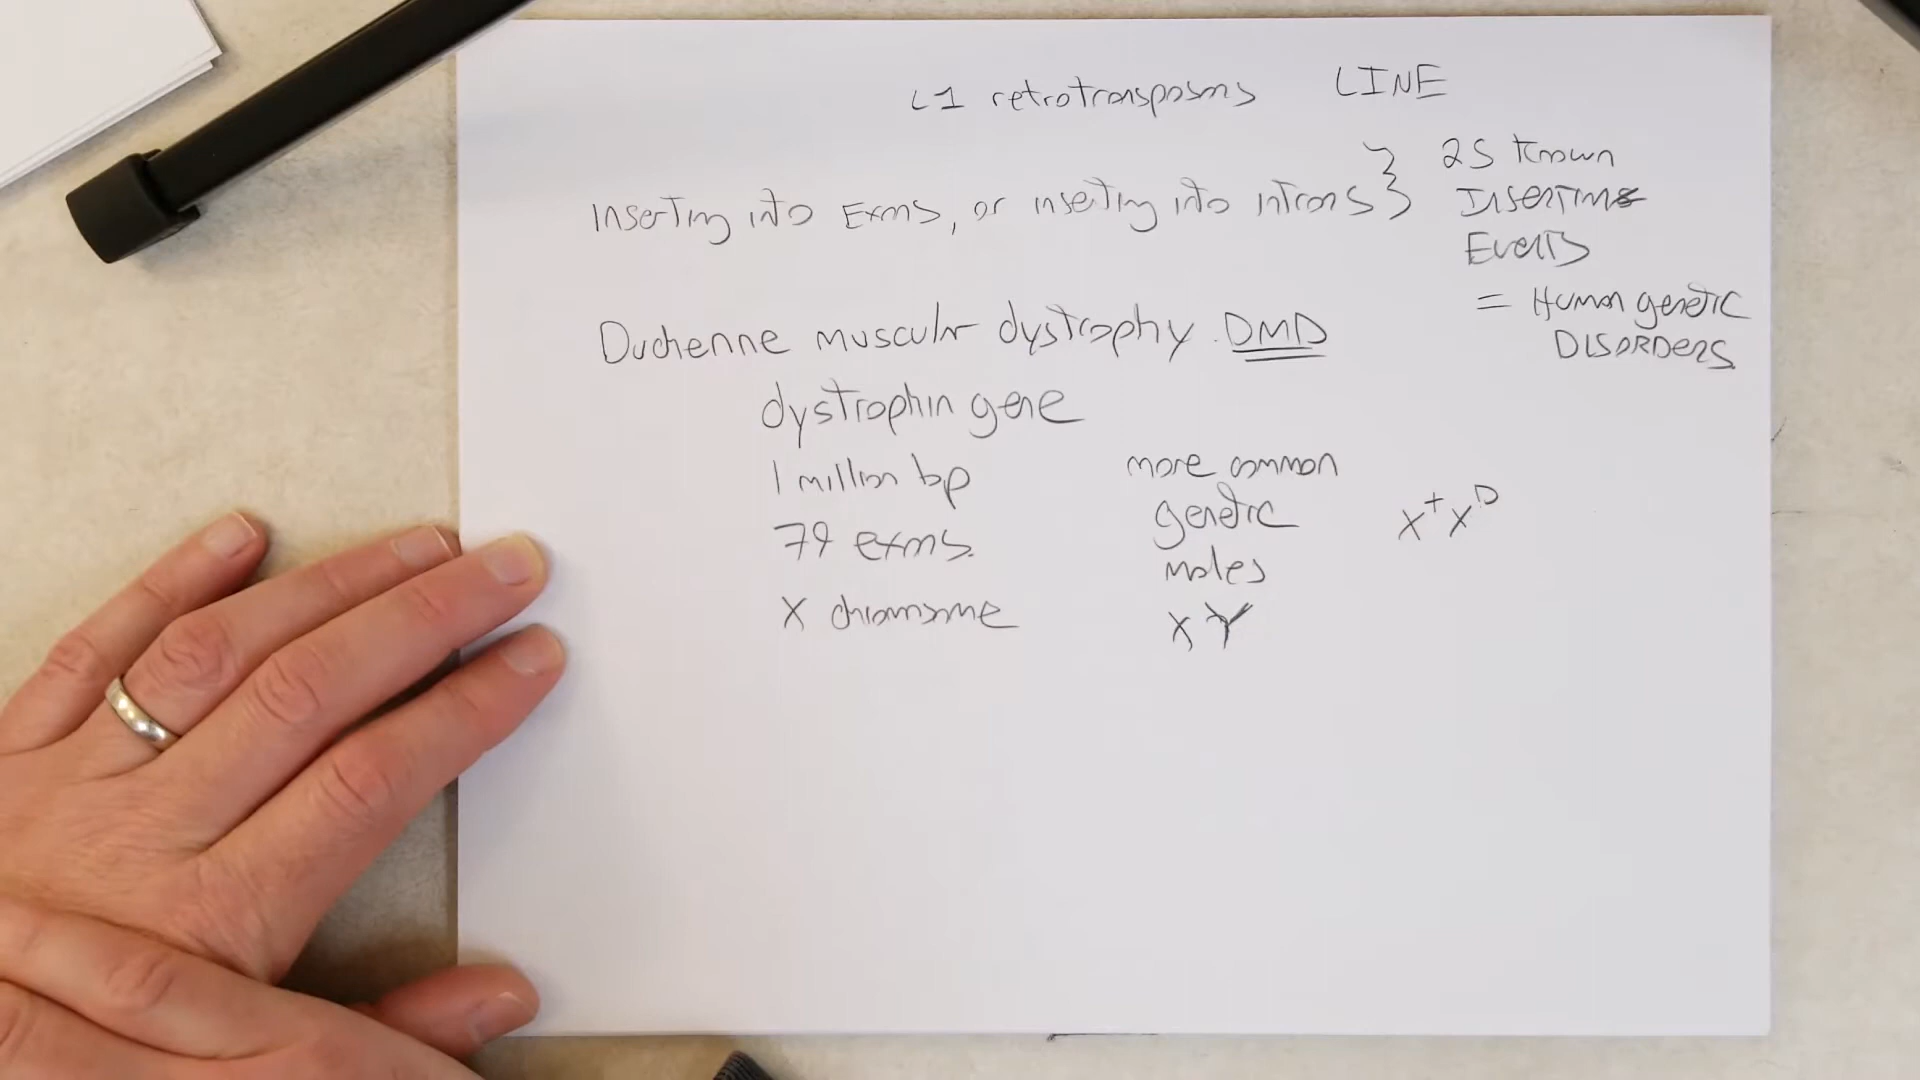 L1 retrotransposons LINE
Inserting into Exons, or inserting into introns } 25 known
Insertions
Events
= Human genetic
DISORDERS
Duchenne muscular dystrophy. DMD
dystrophin gene
1 million bp
79 exons.
X chromosome
more common
genetic
males
XY
X⁺Xᴰ